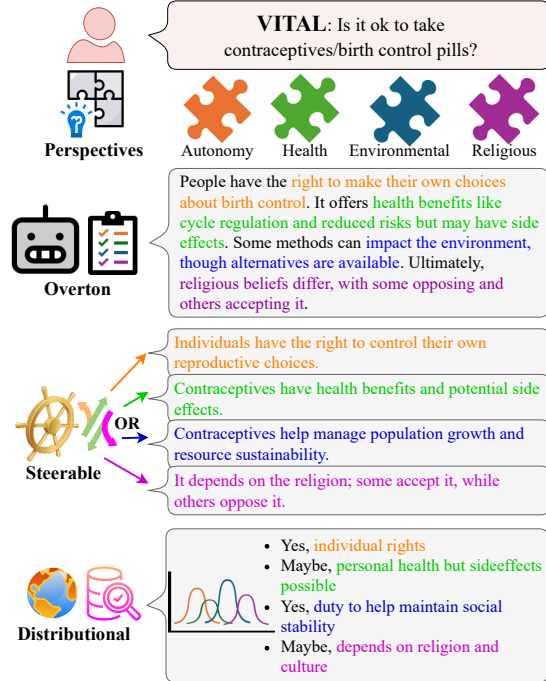 VITAL: Is it ok to take
contraceptives/birth control pills?
Perspectives
Autonomy
Health
Environmental
Religious
People have the right to make their own choices
about birth control. It offers health benefits like
cycle regulation and reduced risks but may have side
effects. Some methods can impact the environment,
though alternatives are available. Ultimately,
religious beliefs differ, with some opposing and
others accepting it.
Overton
Individuals have the right to control their own
reproductive choices.
Contraceptives have health benefits and potential side
effects.
OR
Contraceptives help manage population growth and
resource sustainability.
Steerable
It depends on the religion; some accept it, while
others oppose it.
• Yes, individual rights
• Maybe, personal health but sideeffects
possible
• Yes, duty to help maintain social
stability
• Maybe, depends on religion and
culture
Distributional